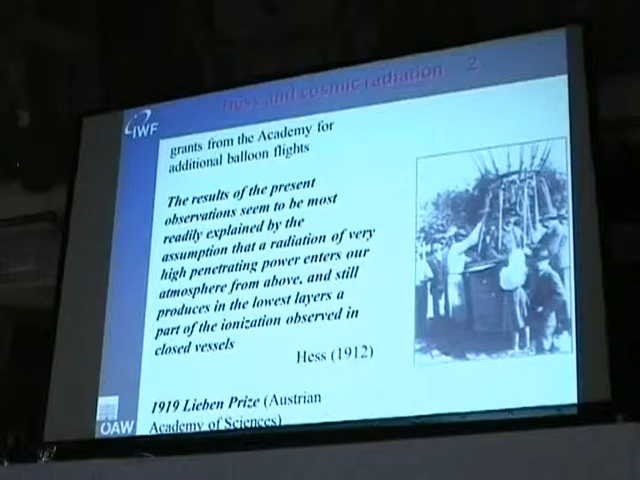 Hess and cosmic radiation 2
IWF
grants from the Academy for
additional balloon flights
The results of the present
observations seem to be most
readily explained by the
assumption that a radiation of very
high penetrating power enters our
atmosphere from above, and still
produces in the lowest layers a
part of the ionization observed in
closed vessels
Hess (1912)
1919 Lieben Prize (Austrian
Academy of Sciences)
OAW